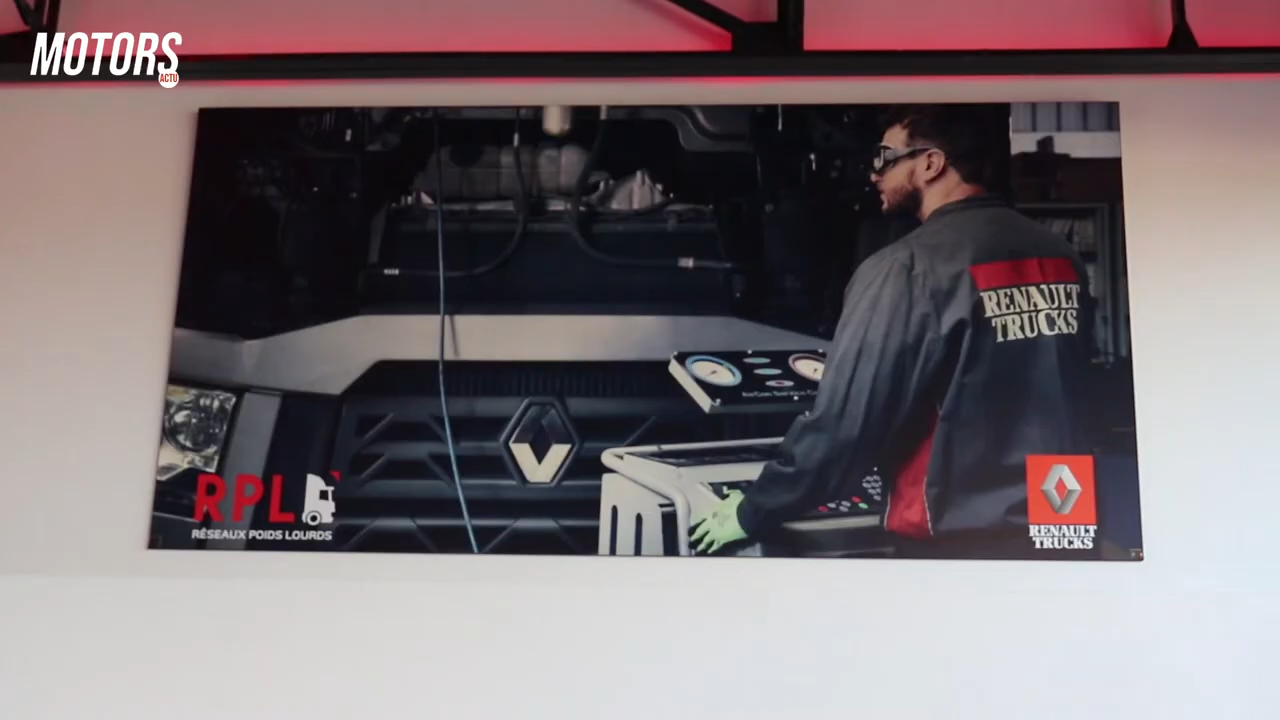 MOTORS
ACTU
RENAULT
TRUCKS
RPL
RÉSEAUX POIDS LOURDS
RENAULT
TRUCKS